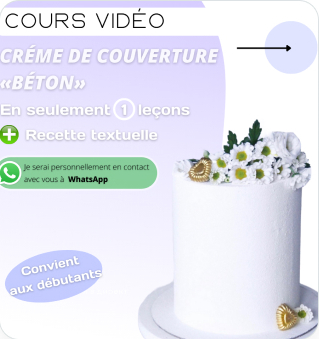 COURS VIDÉO
CRÉME DE COUVERTURE
«BÉTON»
En seulement 1 leçons
+ Recette textuelle
Je serai personnellement en contact
avec vous à WhatsApp
Convient
aux débutants